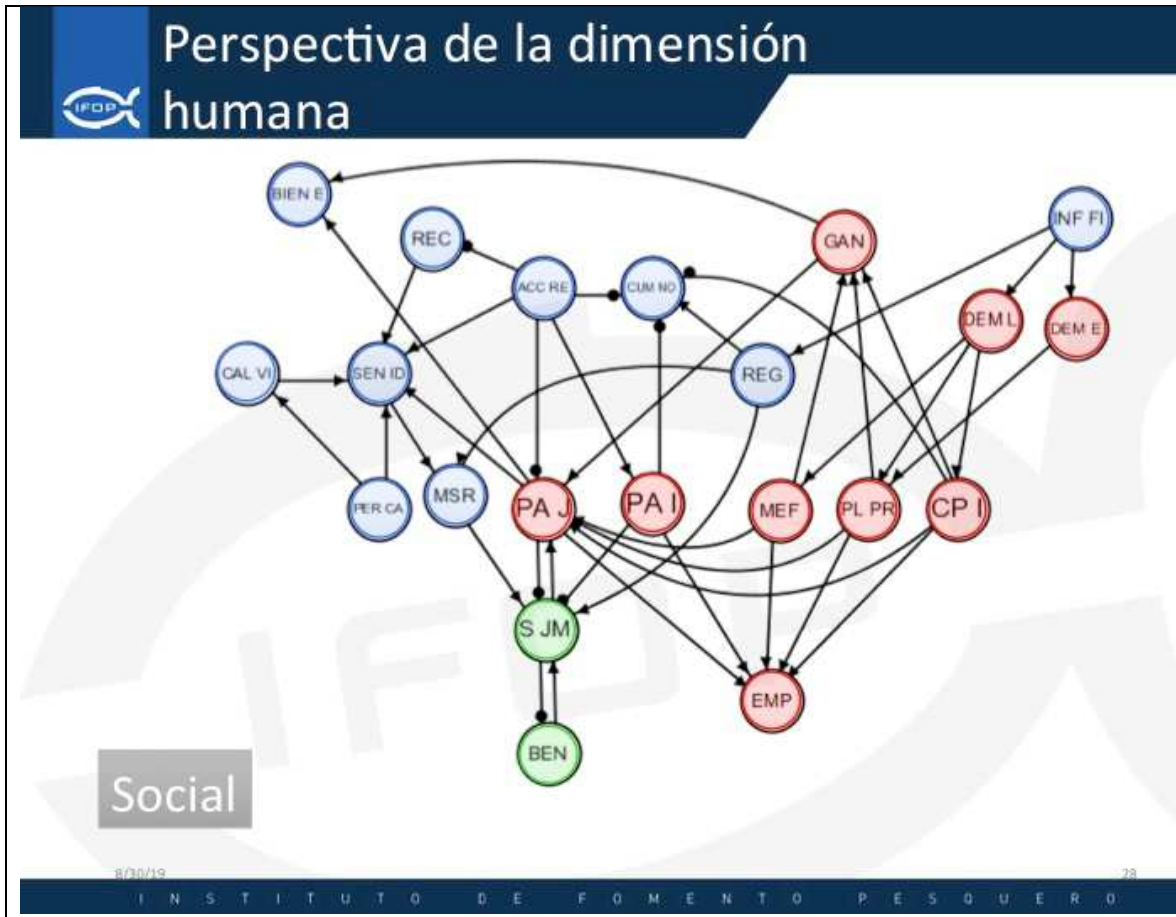 Perspectiva de la dimensión
humana
IFOP
BIEN E
REC
GAN
INF FI
ACC RE
CUM NO
DEM L
DEM E
CAL VI
SEN ID
REG
PER CA
MSR
PA J
PA I
MEF
PL PR
CP I
S JM
EMP
BEN
IFOP
Social
8/30/19
28
INSTITUTO DE FOMENTO PESQUERO